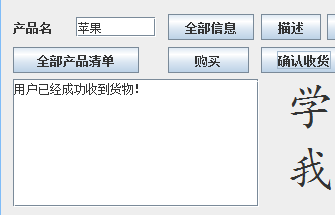 产品名 苹果 全部信息 描述
全部产品清单 购买 确认收货
用户已经成功收到货物!
学
我